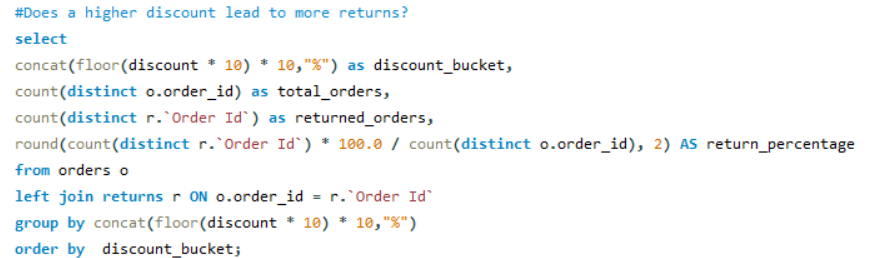 #Does a higher discount lead to more returns?
select
concat(floor(discount * 10) * 10,"%") as discount_bucket,
count(distinct o.order_id) as total_orders,
count(distinct r.`Order Id`) as returned_orders,
round(count(distinct r.`Order Id`) * 100.0 / count(distinct o.order_id), 2) AS return_percentage
from orders o
left join returns r ON o.order_id = r.`Order Id`
group by concat(floor(discount * 10) * 10,"%")
order by  discount_bucket;